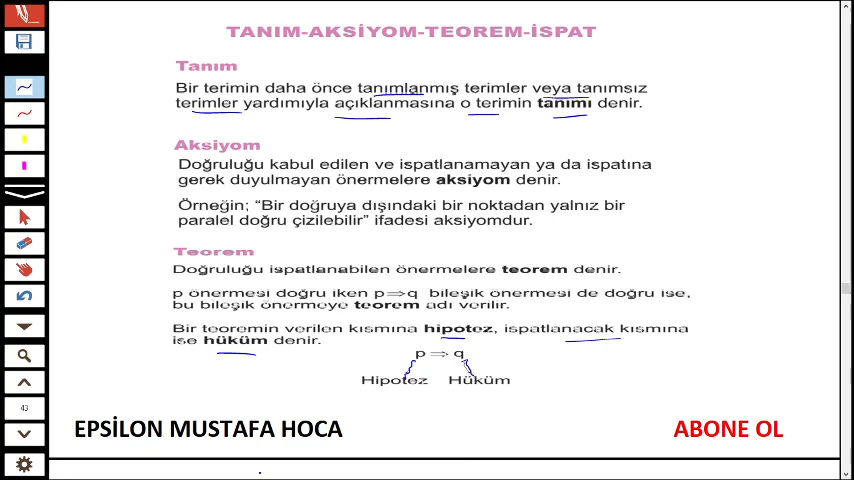 TANIM-AKSİYOM-TEOREM-İSPAT
Tanım
Bir terimin daha önce tanımlanmış terimler veya tanımsız
terimler yardımıyla açıklanmasına o terimin tanımı denir.
Aksiyom
Doğruluğu kabul edilen ve ispatlanamayan ya da ispatına
gerek duyulmayan önermelere aksiyom denir.
Örneğin; “Bir doğruya dışındaki bir noktadan yalnız bir
paralel doğru çizilebilir” ifadesi aksiyomdur.
Teorem
Doğruluğu ispatlanabilen önermelere teorem denir.
p önermesi doğru iken p⇒q bileşik önermesi de doğru ise,
bu bileşik önermeye teorem adı verilir.
Bir teoremin verilen kısmına hipotez, ispatlanacak kısmına
ise hüküm denir.
p ⇒ q
Hipotez Hüküm
43
EPSİLON MUSTAFA HOCA ABONE OL